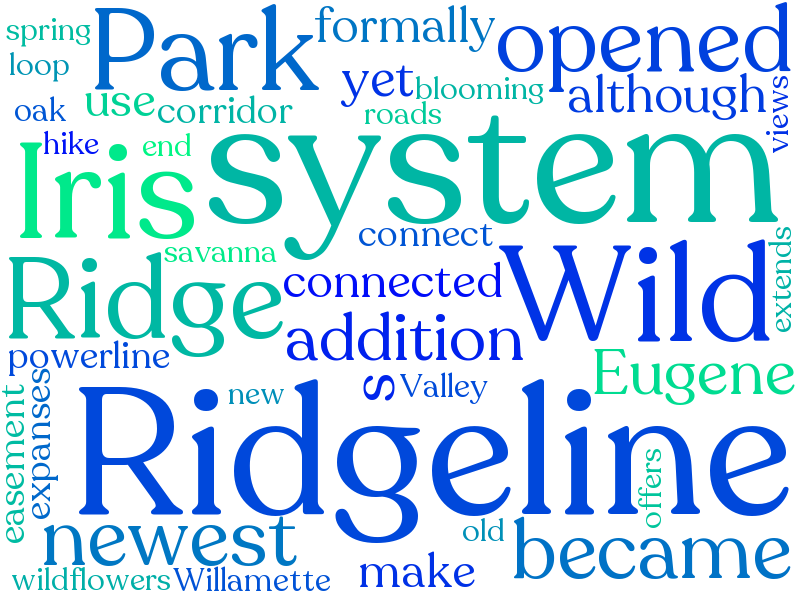 spring
Park
formally
opened
loop
yet
blooming
although
views
oak
use
corridor
roads
hike
end
Iris
system
savanna
connect
Ridge
connected
Wild
extends
addition
powerline
Eugene
s
Valley
new
expanses
easement
Ridgeline
offers
newest
old
became
wildflowers
Willamette
make